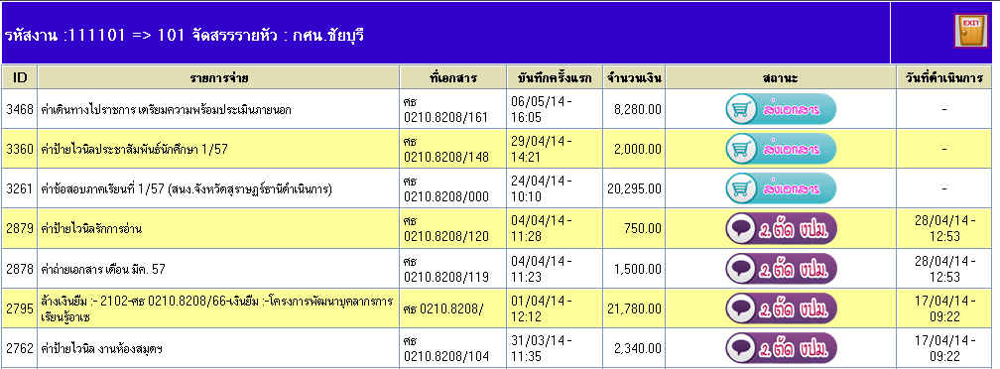 รหัสงาน :111101 => 101 จัดสรรรายหัว : กศน.ชัยบุรี
EXIT
ID รายการจ่าย ที่เอกสาร บันทึกครั้งแรก จำนวนเงิน สถานะ วันที่ดำเนินการ
3468 ค่าเดินทางไปราชการ เตรียมความพร้อมประเมินภายนอก ศธ 0210.8208/161 06/05/14 - 16:05 8,280.00 ส่งเอกสาร -
3360 ค่าป้ายไวนิลประชาสัมพันธ์นักศึกษา 1/57 ศธ 0210.8208/148 29/04/14 - 14:21 2,000.00 ส่งเอกสาร -
3261 ค่าข้อสอบภาคเรียนที่ 1/57 (สนง.จังหวัดสุราษฏร์ธานีดำเนินการ) ศธ 0210.8208/000 24/04/14 - 10:10 20,295.00 ส่งเอกสาร -
2879 ค่าป้ายไวนิลรักการอ่าน ศธ 0210.8208/120 04/04/14 - 11:28 750.00 2 ตัด งปม. 28/04/14 - 12:53
2878 ค่าถ่ายเอกสาร เดือน มีค. 57 ศธ 0210.8208/119 04/04/14 - 11:23 1,500.00 2 ตัด งปม. 28/04/14 - 12:53
2795 ล้างเงินยืม :- 2102-ศธ 0210.8208/66-เงินยืม :-โครงการพัฒนาบุคลากรการเรียนรู้อาเซ ศธ 0210.8208/ 01/04/14 - 12:12 21,780.00 2 ตัด งปม. 17/04/14 - 09:22
2762 ค่าป้ายไวนิล งานห้องสมุดฯ ศธ 0210.8208/104 31/03/14 - 11:35 2,340.00 2 ตัด งปม. 17/04/14 - 09:22